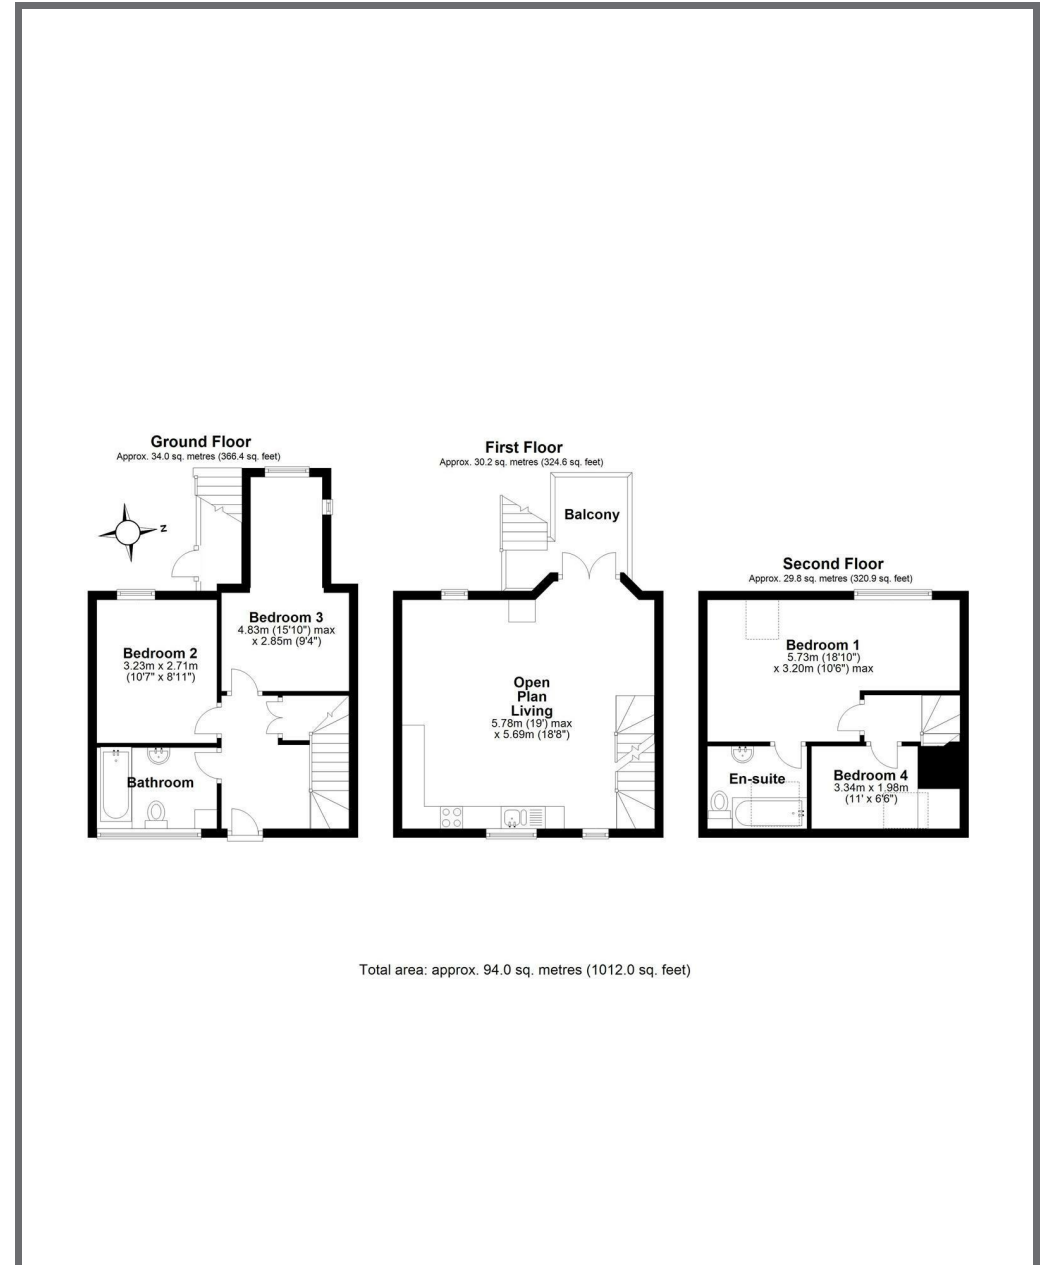 Ground Floor
Approx. 34.0 sq. metres (366.4 sq. feet)
N
Bedroom 3
4.83m (15'10") max
x 2.85m (9'4")
Bedroom 2
3.23m x 2.71m
(10'7" x 8'11")
Bathroom
First Floor
Approx. 30.2 sq. metres (324.6 sq. feet)
Balcony
Open
Plan
Living
5.78m (19') max
x 5.69m (18'8")
Second Floor
Approx. 29.8 sq. metres (320.9 sq. feet)
Bedroom 1
5.73m (18'10")
x 3.20m (10'6") max
En-suite
Bedroom 4
3.34m x 1.98m
(11' x 6'6")
Total area: approx. 94.0 sq. metres (1012.0 sq. feet)